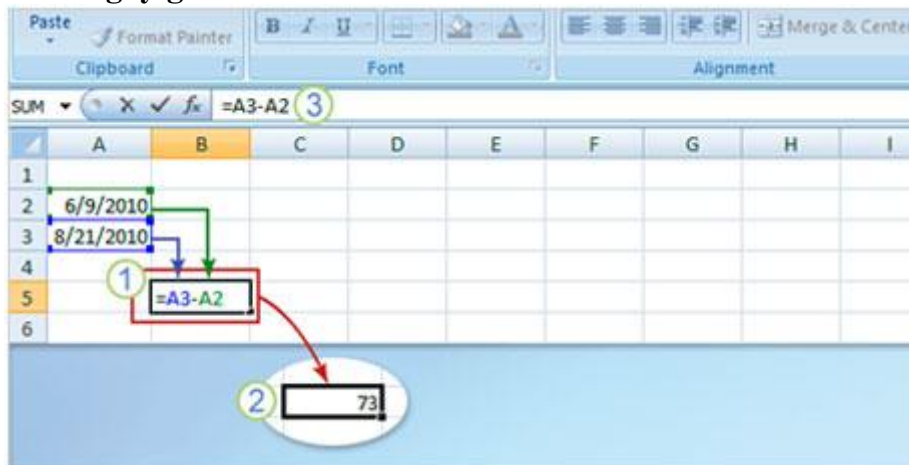 Paste
Format Painter
B I U A
Merge & Center
Clipboard Font Alignment
SUM X ✓ fx =A3-A2 3
A B C D E F G H I
1
2 6/9/2010
3 8/21/2010
4
1
5 =A3-A2
6
2 73